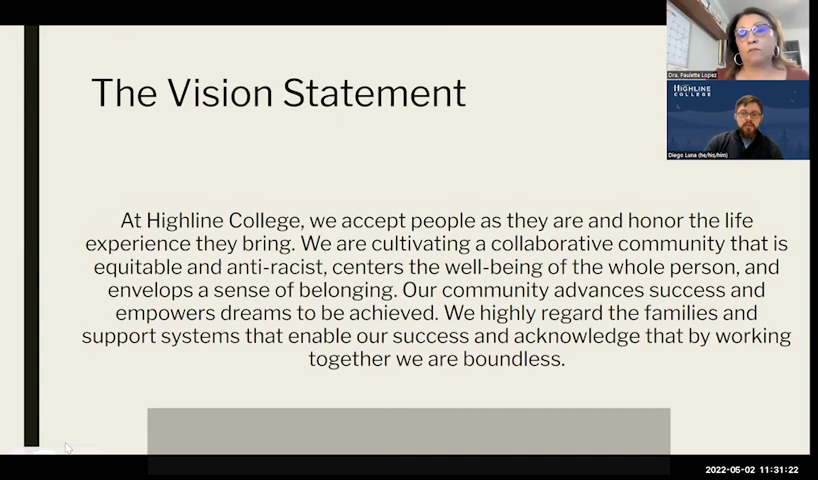 The Vision Statement
At Highline College, we accept people as they are and honor the life
experience they bring. We are cultivating a collaborative community that is
equitable and anti-racist, centers the well-being of the whole person, and
envelops a sense of belonging. Our community advances success and
empowers dreams to be achieved. We highly regard the families and
support systems that enable our success and acknowledge that by working
together we are boundless.
Dra. Paulette Lopez
HIGHLINE
COLLEGE
Diego Luna (he/his/him)
2022-05-02 11:31:22